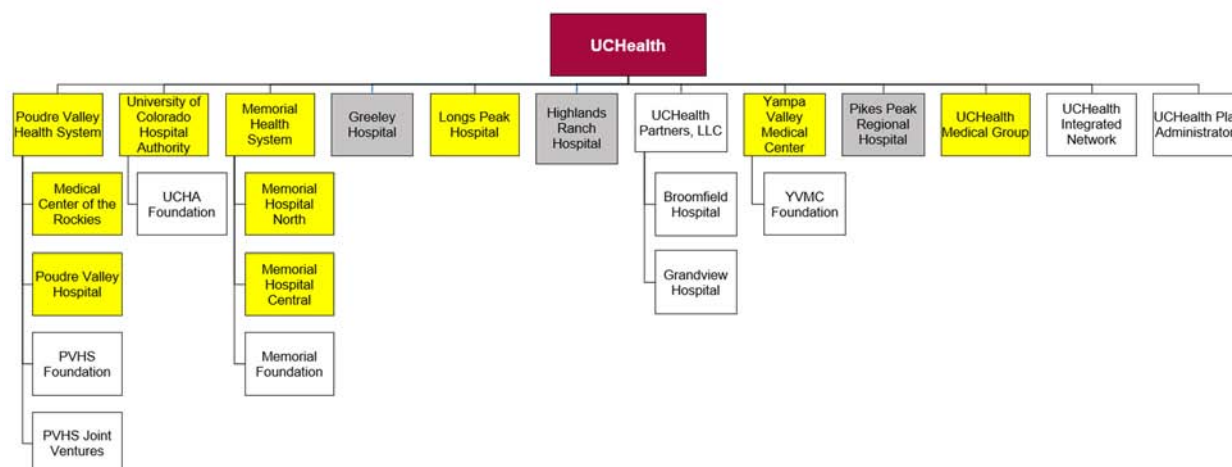 UCHealth
Poudre Valley
Health System
University of
Colorado
Hospital
Authority
Memorial
Health
System
Greeley
Hospital
Longs Peak
Hospital
Highlands
Ranch
Hospital
UCHealth
Partners, LLC
Yampa
Valley
Medical
Center
Pikes Peak
Regional
Hospital
UCHealth
Medical Group
UCHealth
Integrated
Network
UCHealth Pla
Administrator
Medical
Center of the
Rockies
UCHA
Foundation
Memorial
Hospital
North
Broomfield
Hospital
YVMC
Foundation
Poudre Valley
Hospital
Memorial
Hospital
Central
Grandview
Hospital
PVHS
Foundation
Memorial
Foundation
PVHS Joint
Ventures